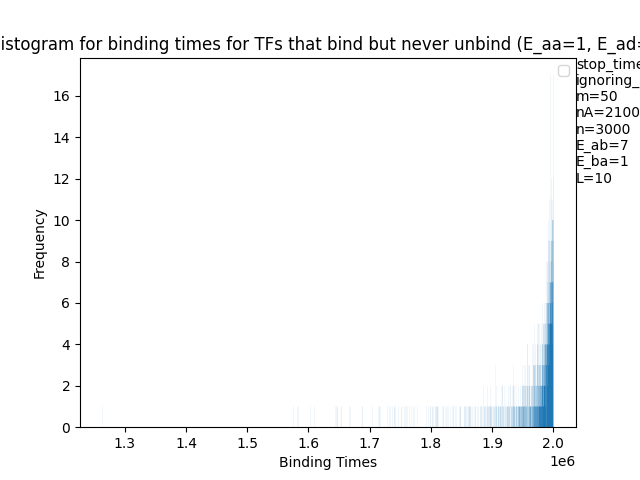 istogram for binding times for TFs that bind but never unbind (E_aa=1, E_ad=
stop_time
ignoring_
m=50
nA=2100
n=3000
E_ab=7
E_ba=1
L=10
16
14
12
10
8
6
4
2
0
Frequency
1.3 1.4 1.5 1.6 1.7 1.8 1.9 2.0
1e6
Binding Times